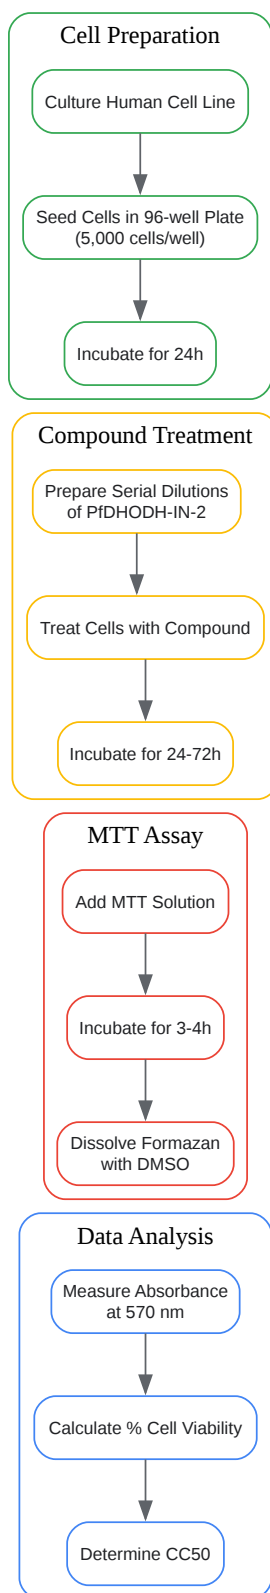 Cell Preparation
Culture Human Cell Line
Seed Cells in 96-well Plate
(5,000 cells/well)
Incubate for 24h
Compound Treatment
Prepare Serial Dilutions
of PfDHODH-IN-2
Treat Cells with Compound
Incubate for 24-72h
MTT Assay
Add MTT Solution
Incubate for 3-4h
Dissolve Formazan
with DMSO
Data Analysis
Measure Absorbance
at 570 nm
Calculate % Cell Viability
Determine CC50